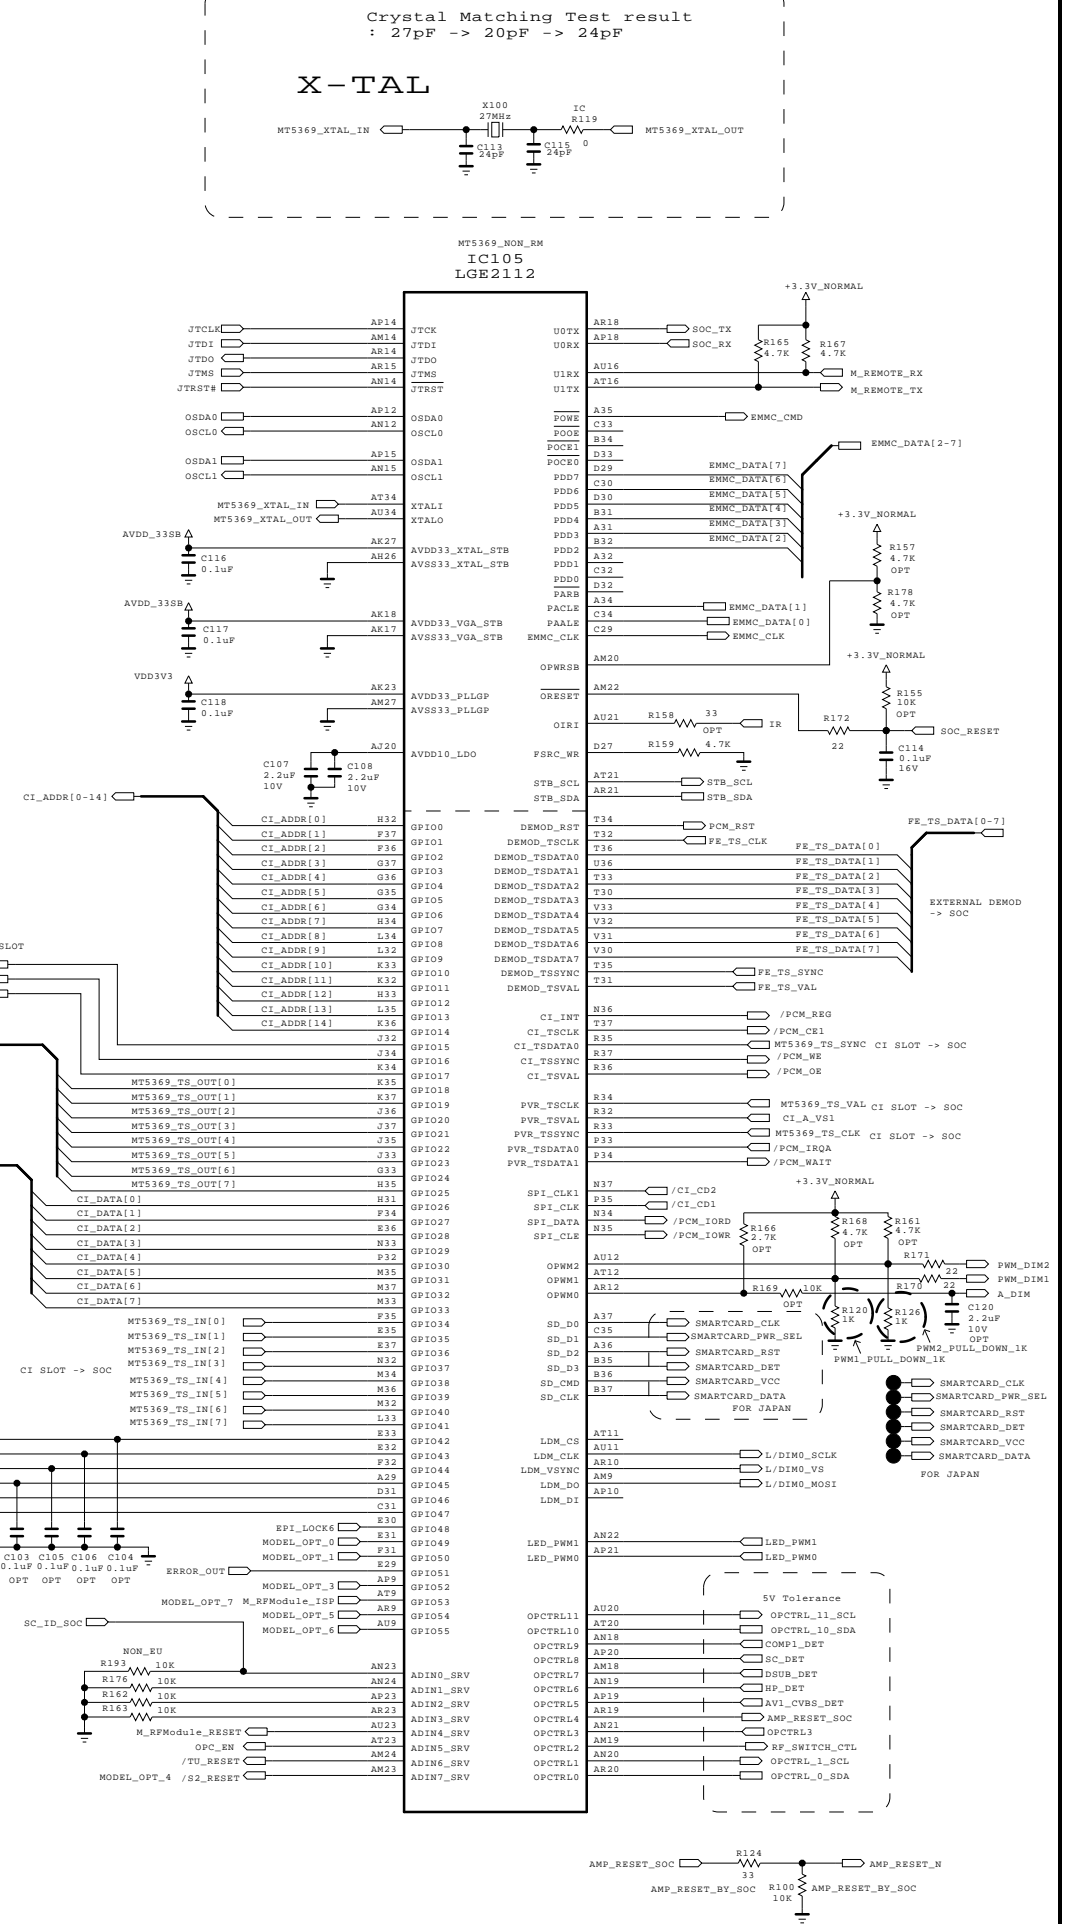 Crystal Matching Test result
: 27pF -> 20pF -> 24pF
X-TAL
MT5369_XTAL_IN
X100
27MHz
IC
R119
0
MT5369_XTAL_OUT
C113
24pF
C115
24pF
MT5369_NON_RM
IC105
LGE2112
JTCLK AP14 JTCK
JTDI AM14 JTDI
JTDO AR14 JTDO
JTMS AR15 JTMS
JTRST# AN14 JTRST
OSDA0 AP12 OSDA0
OSCL0 AN12 OSCL0
OSDA1 AP15 OSDA1
OSCL1 AN15 OSCL1
MT5369_XTAL_IN AT34 XTALI
MT5369_XTAL_OUT AU34 XTALO
AVDD_33SB
C116
0.1uF
AK27 AVDD33_XTAL_STB
AH26 AVSS33_XTAL_STB
AVDD_33SB
C117
0.1uF
AK18 AVDD33_VGA_STB
AK17 AVSS33_VGA_STB
VDD3V3
C118
0.1uF
AK23 AVDD33_PLLGP
AM27 AVSS33_PLLGP
AJ20 AVDD10_LDO
C107
2.2uF
10V
C108
2.2uF
10V
U0TX AR18 SOC_TX
U0RX AP18 SOC_RX
+3.3V_NORMAL
R165
4.7K
R167
4.7K
U1RX AU16 M_REMOTE_RX
U1TX AT16 M_REMOTE_TX
POWE A35 EMMC_CMD
POOE C33
POCE1 B34
POCE0 D33
EMMC_DATA[2-7]
PDD7 D29 EMMC_DATA[7]
PDD6 C30 EMMC_DATA[6]
PDD5 D30 EMMC_DATA[5]
PDD4 B31 EMMC_DATA[4]
PDD3 A31 EMMC_DATA[3]
PDD2 B32 EMMC_DATA[2]
PDD1 A32
PDD0 C32
PARB D32
PACLE A34 EMMC_DATA[1]
PAALE C34 EMMC_DATA[0]
EMMC_CLK C29 EMMC_CLK
+3.3V_NORMAL
R157
4.7K
OPT
R178
4.7K
OPT
OPWRSB AM20
ORESET AM22
+3.3V_NORMAL
R155
10K
OPT
R172
22
SOC_RESET
C114
0.1uF
16V
OIRI AU21 R158 33 OPT IR
FSRC_WR D27 R159 4.7K
STB_SCL AT21 STB_SCL
STB_SDA AR21 STB_SDA
CI_ADDR[0-14]
CI_ADDR[0] H32 GPIO0
CI_ADDR[1] F37 GPIO1
CI_ADDR[2] F36 GPIO2
CI_ADDR[3] G37 GPIO3
CI_ADDR[4] G36 GPIO4
CI_ADDR[5] G35 GPIO5
CI_ADDR[6] G34 GPIO6
CI_ADDR[7] H34 GPIO7
CI_ADDR[8] L34 GPIO8
CI_ADDR[9] L32 GPIO9
CI_ADDR[10] K33 GPIO10
CI_ADDR[11] K32 GPIO11
CI_ADDR[12] H33 GPIO12
CI_ADDR[13] L35 GPIO13
CI_ADDR[14] K36 GPIO14
SLOT
J32 GPIO15
J34 GPIO16
K34 GPIO17
MT5369_TS_OUT[0] K35 GPIO18
MT5369_TS_OUT[1] K37 GPIO19
MT5369_TS_OUT[2] J36 GPIO20
MT5369_TS_OUT[3] J37 GPIO21
MT5369_TS_OUT[4] J35 GPIO22
MT5369_TS_OUT[5] J33 GPIO23
MT5369_TS_OUT[6] G33 GPIO24
MT5369_TS_OUT[7] H35 GPIO25
CI_DATA[0] H31 GPIO26
CI_DATA[1] F34 GPIO27
CI_DATA[2] E36 GPIO28
CI_DATA[3] N33 GPIO29
CI_DATA[4] P32 GPIO30
CI_DATA[5] M35 GPIO31
CI_DATA[6] M37 GPIO32
CI_DATA[7] M33 GPIO33
MT5369_TS_IN[0] F35 GPIO34
MT5369_TS_IN[1] E35 GPIO35
MT5369_TS_IN[2] E37 GPIO36
MT5369_TS_IN[3] N32 GPIO37
CI SLOT -> SOC
MT5369_TS_IN[4] M34 GPIO38
MT5369_TS_IN[5] M36 GPIO39
MT5369_TS_IN[6] M32 GPIO40
MT5369_TS_IN[7] L33 GPIO41
E33 GPIO42
E32 GPIO43
F32 GPIO44
A29 GPIO45
D31 GPIO46
C31 GPIO47
EPI_LOCK6 E30 GPIO48
MODEL_OPT_0 E31 GPIO49
MODEL_OPT_1 F31 GPIO50
ERROR_OUT E29 GPIO51
MODEL_OPT_3 AP9 GPIO52
MODEL_OPT_7 M_RFModule_ISP AT9 GPIO53
MODEL_OPT_5 AR9 GPIO54
MODEL_OPT_6 AU9 GPIO55
C103 C105 C106 C104
0.1uF 0.1uF 0.1uF 0.1uF
OPT OPT OPT OPT
SC_ID_SOC
NON_EU
R193 10K AN23 ADIN0_SRV
R176 10K AN24 ADIN1_SRV
R162 10K AP23 ADIN2_SRV
R163 10K AR23 ADIN3_SRV
M_RFModule_RESET AU23 ADIN4_SRV
OPC_EN AT23 ADIN5_SRV
/TU_RESET AM24 ADIN6_SRV
MODEL_OPT_4 /S2_RESET AM23 ADIN7_SRV
DEMOD_RST T34 PCM_RST
DEMOD_TSCLK T32 FE_TS_CLK
FE_TS_DATA[0-7]
DEMOD_TSDATA0 T36 FE_TS_DATA[0]
DEMOD_TSDATA1 U36 FE_TS_DATA[1]
DEMOD_TSDATA2 T33 FE_TS_DATA[2]
DEMOD_TSDATA3 T30 FE_TS_DATA[3]
DEMOD_TSDATA4 V33 FE_TS_DATA[4]
DEMOD_TSDATA5 V32 FE_TS_DATA[5]
DEMOD_TSDATA6 V31 FE_TS_DATA[6]
DEMOD_TSDATA7 V30 FE_TS_DATA[7]
EXTERNAL DEMOD
-> SOC
DEMOD_TSSYNC T35 FE_TS_SYNC
DEMOD_TSVAL T31 FE_TS_VAL
CI_INT N36 /PCM_REG
CI_TSCLK T37 /PCM_CE1
CI_TSDATA0 R35 MT5369_TS_SYNC CI SLOT -> SOC
CI_TSSYNC R37 /PCM_WE
CI_TSVAL R36 /PCM_OE
PVR_TSCLK R34 MT5369_TS_VAL CI SLOT -> SOC
PVR_TSVAL R32 CI_A_VS1
PVR_TSSYNC R33 MT5369_TS_CLK CI SLOT -> SOC
PVR_TSDATA0 P33 /PCM_IRQA
PVR_TSDATA1 P34 /PCM_WAIT
SPI_CLK1 N37 /CI_CD2
SPI_CLK P35 /CI_CD1
SPI_DATA N34 /PCM_IORD
SPI_CLE N35 /PCM_IOWR
+3.3V_NORMAL
R166
2.7K
OPT
R168
4.7K
OPT
R161
4.7K
OPT
OPWM2 AU12 R171 22 PWM_DIM2
OPWM1 AT12 R170 22 PWM_DIM1
OPWM0 AR12 R169 10K OPT A_DIM
R120
1K
R126
1K
C120
2.2uF
10V
OPT
PWM2_PULL_DOWN_1K
PWM1_PULL_DOWN_1K
SD_D0 A37 SMARTCARD_CLK
SD_D1 C35 SMARTCARD_PWR_SEL
SD_D2 A36 SMARTCARD_RST
SD_D3 B35 SMARTCARD_DET
SD_CMD B36 SMARTCARD_VCC
SD_CLK B37 SMARTCARD_DATA
FOR JAPAN
SMARTCARD_CLK
SMARTCARD_PWR_SEL
SMARTCARD_RST
SMARTCARD_DET
SMARTCARD_VCC
SMARTCARD_DATA
FOR JAPAN
LDM_CS AT11
LDM_CLK AU11 L/DIM0_SCLK
LDM_VSYNC AR10 L/DIM0_VS
LDM_DO AM9 L/DIM0_MOSI
LDM_DI AP10
LED_PWM1 AN22 LED_PWM1
LED_PWM0 AP21 LED_PWM0
5V Tolerance
OPCTRL11 AU20 OPCTRL_11_SCL
OPCTRL10 AT20 OPCTRL_10_SDA
OPCTRL9 AN18 COMP1_DET
OPCTRL8 AP20 SC_DET
OPCTRL7 AM18 DSUB_DET
OPCTRL6 AN19 HP_DET
OPCTRL5 AP19 AV1_CVBS_DET
OPCTRL4 AR19 AMP_RESET_SOC
OPCTRL3 AN21 OPCTRL3
OPCTRL2 AM19 RF_SWITCH_CTL
OPCTRL1 AN20 OPCTRL_1_SCL
OPCTRL0 AR20 OPCTRL_0_SDA
AMP_RESET_SOC
R124
33
AMP_RESET_N
AMP_RESET_BY_SOC
R100
10K
AMP_RESET_BY_SOC